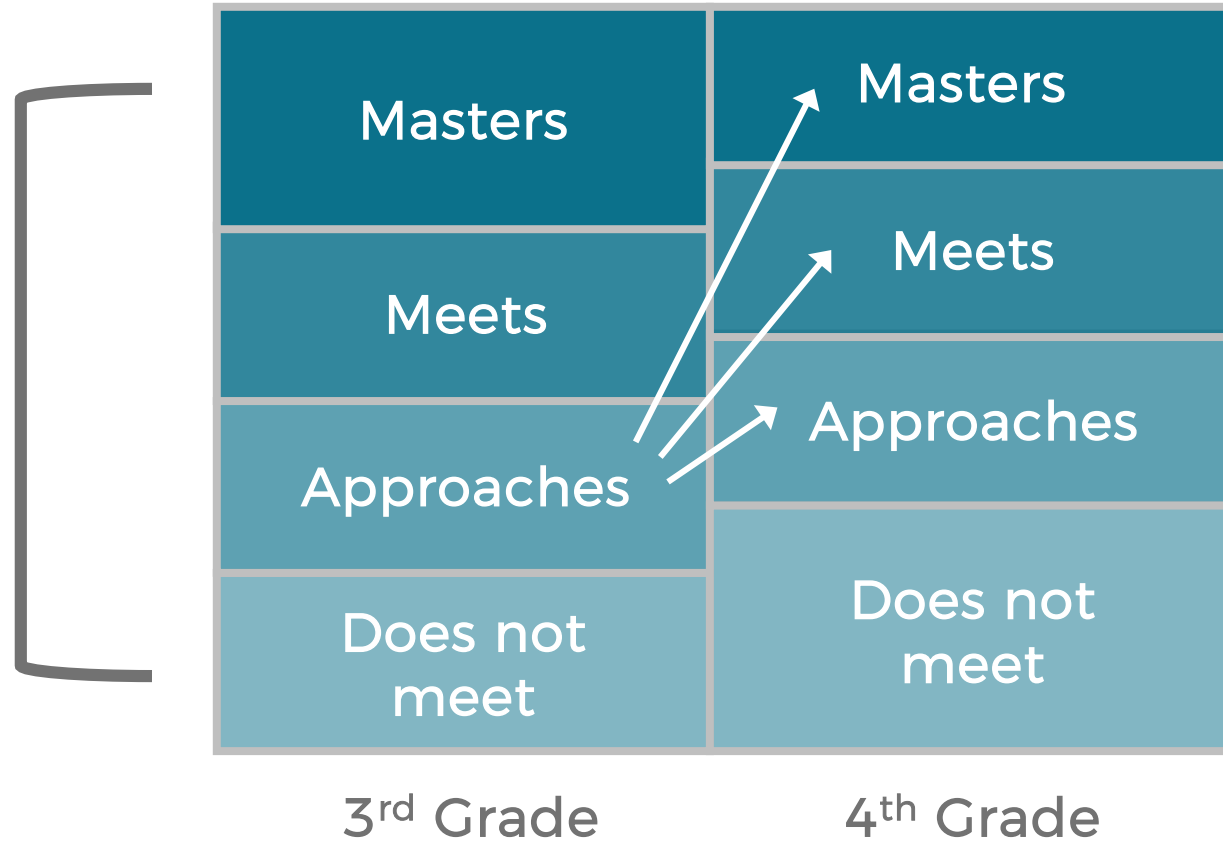 Masters
Meets
Approaches
Does not
meet
3rd Grade
Masters
Meets
Approaches
Does not
meet
4th Grade